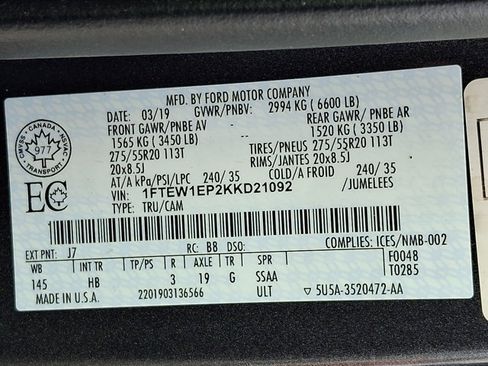 MFD. BY FORD MOTOR COMPANY
DATE: 03/19 GVWR/PNBV: 2994 KG ( 6600 LB)
FRONT GAWR/PNBE AV REAR GAWR/ PNBE AR
1565 KG ( 3450 LB) 1520 KG ( 3350 LB)
275/55R20 113T TIRES/PNEUS 275/55R20 113T
20x8.5J RIMS/JANTES 20x8.5J
AT/A kPa/PSI/LPC 240/ 35 COLD/A FROID 240/ 35
VIN: 1FTEW1EP2KKD21092 /JUMELEES
TYPE: TRU/CAM
CMVSS - CANADA - NSVAC
977
TRANSPORT
EC
EXT PNT: J7 RC: B8 DSO: COMPLIES: ICES/NMB-002
WB INT TR TP/PS R AXLE TR SPR F0048
145 HB 3 19 G SSAA T0285
MADE IN U.S.A. 2201903136566 ULT ▽ 5U5A-3520472-AA